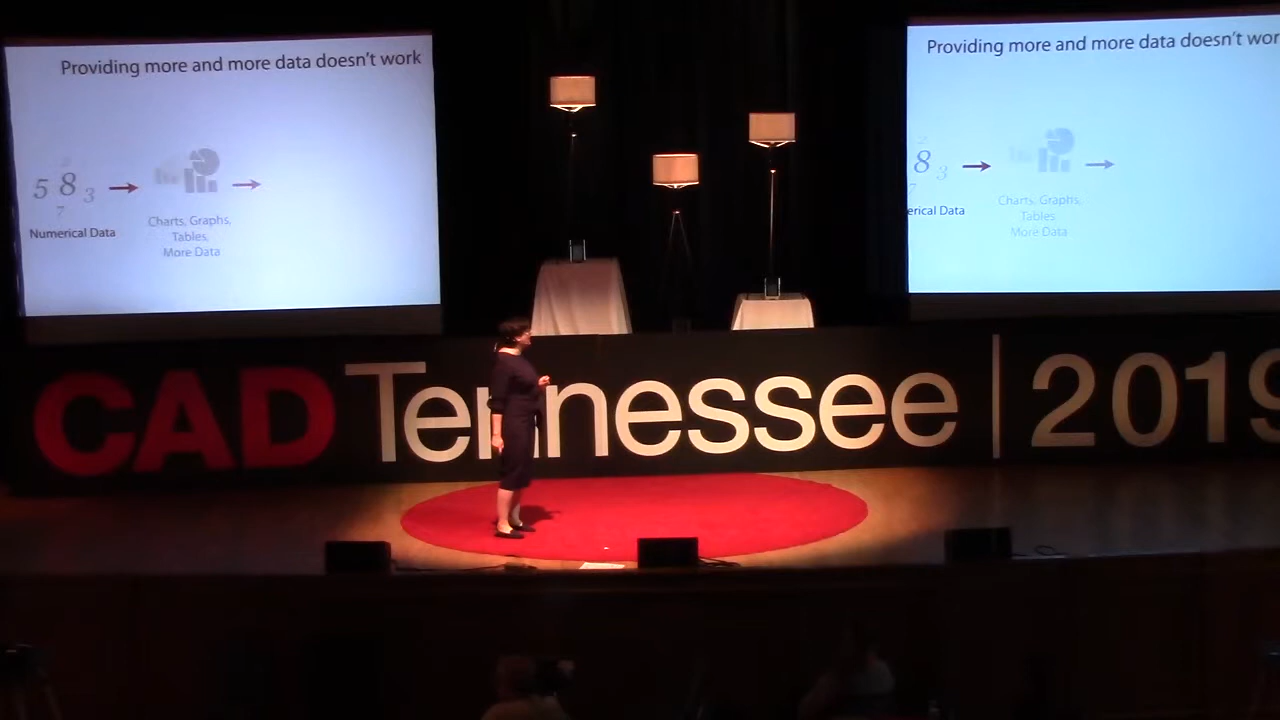 Providing more and more data doesn't work
5 8 3
7
Numerical Data
Charts, Graphs,
Tables,
More Data
Providing more and more data doesn't wor
8 3
7
erical Data
Charts, Graphs,
Tables
More Data
CAD Tennessee | 2019